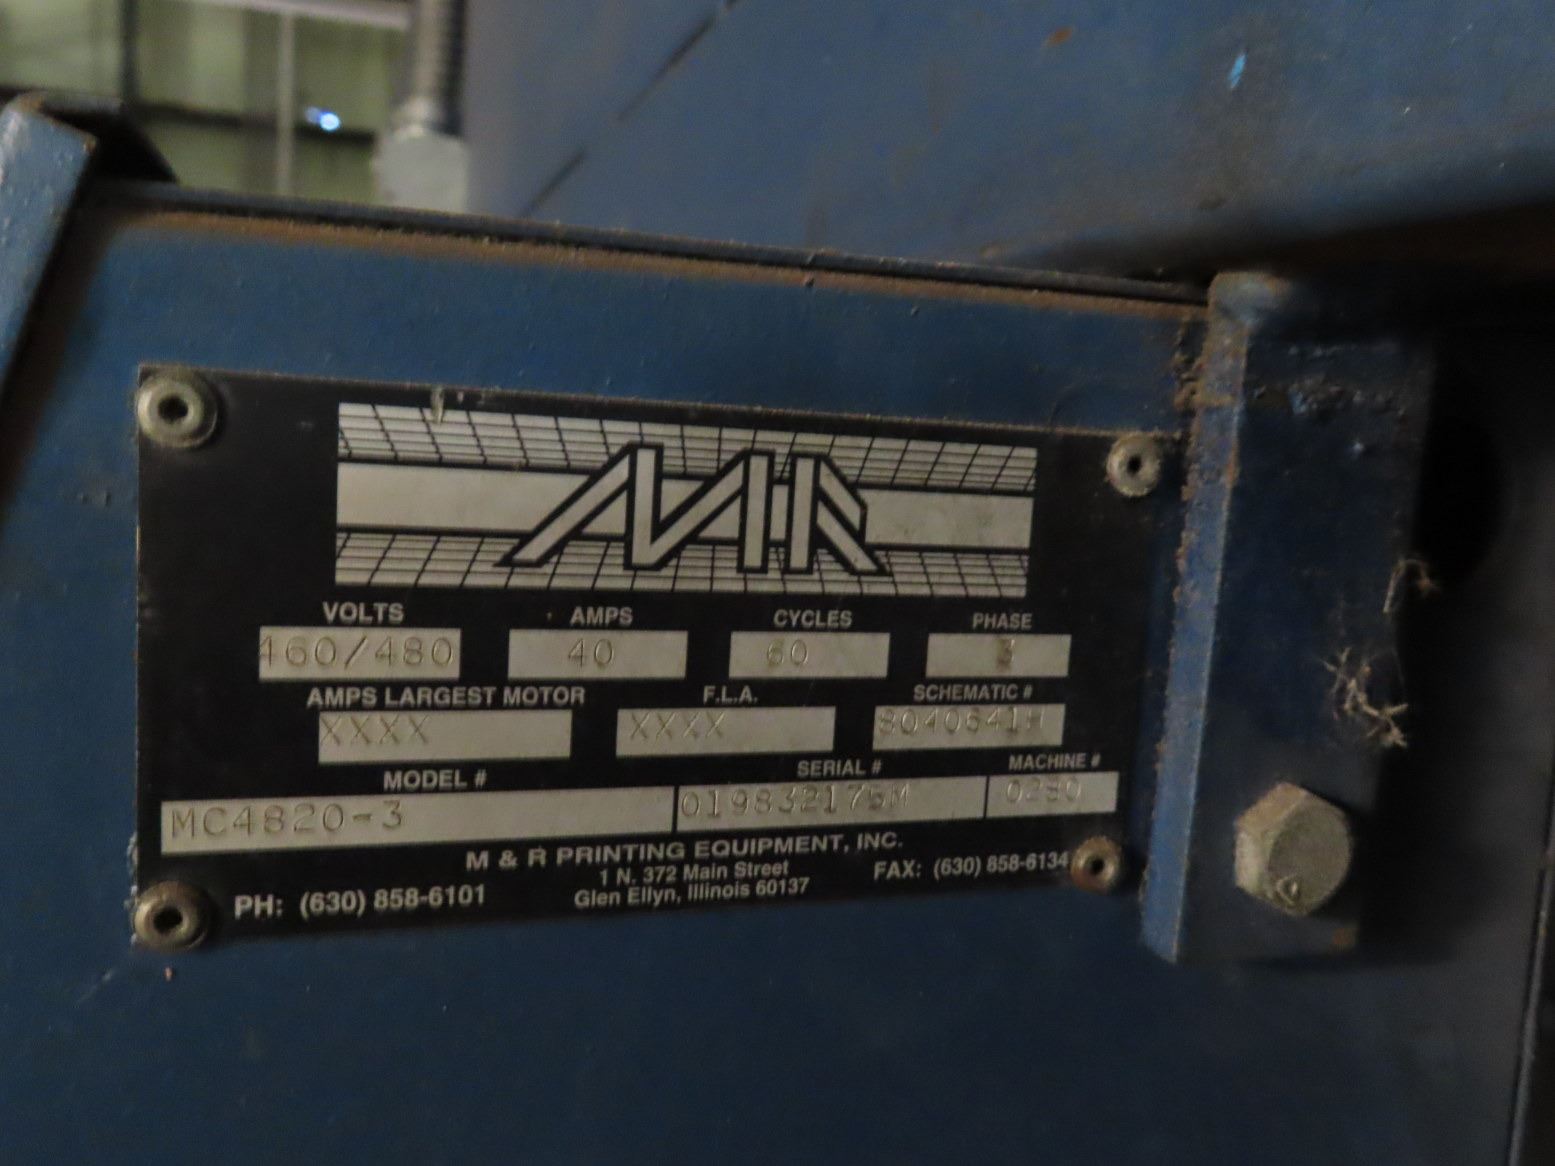 M&R
VOLTS AMPS CYCLES PHASE
460/480 40 60 3
AMPS LARGEST MOTOR F.L.A. SCHEMATIC #
XXXX XXXX 8040641H
MODEL # SERIAL # MACHINE #
MC4820-3
M & R PRINTING EQUIPMENT, INC.
1 N. 372 Main Street
Glen Ellyn, Illinois 60137
PH: (630) 858-6101 FAX: (630) 858-6134